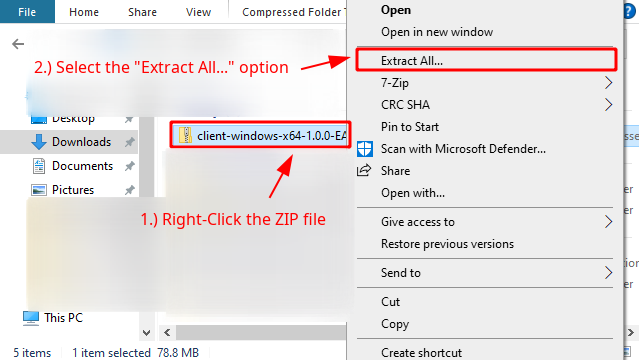 File
Home
Share
View
Compressed Folder T
Open
Open in new window
2.) Select the "Extract All..." option
Extract All...
7-Zip
CRC SHA
Desktop
Pin to Start
client-windows-x64-1.0.0-EA
Downloads
Scan with Microsoft Defender...
Documents
Share
Pictures
Open with...
1.) Right-Click the ZIP file
Give access to
Restore previous versions
Send to
Cut
This PC
Copy
5 items
1 item selected 78.8 MB
Create shortcut